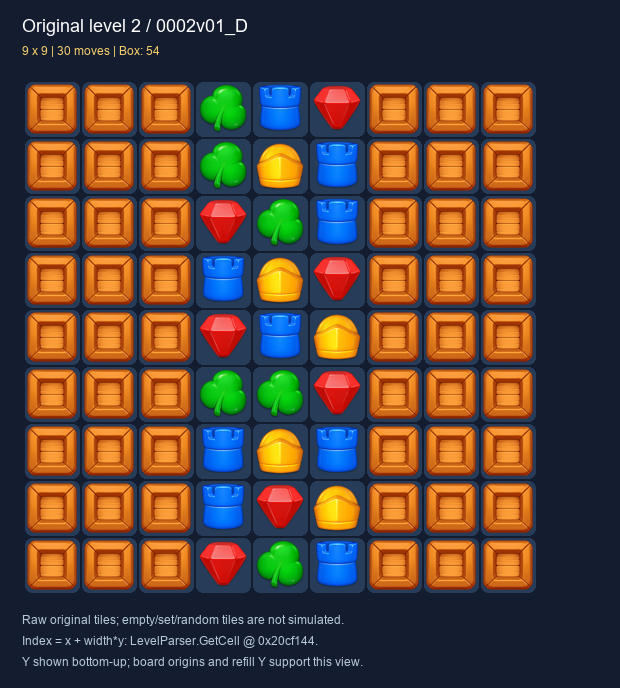 Original level 2 / 0002v01_D
9 x 9 | 30 moves | Box: 54
Raw original tiles; empty/set/random tiles are not simulated.
Index = x + width*y: LevelParser.GetCell @ 0x20cf144.
Y shown bottom-up; board origins and refill Y support this view.